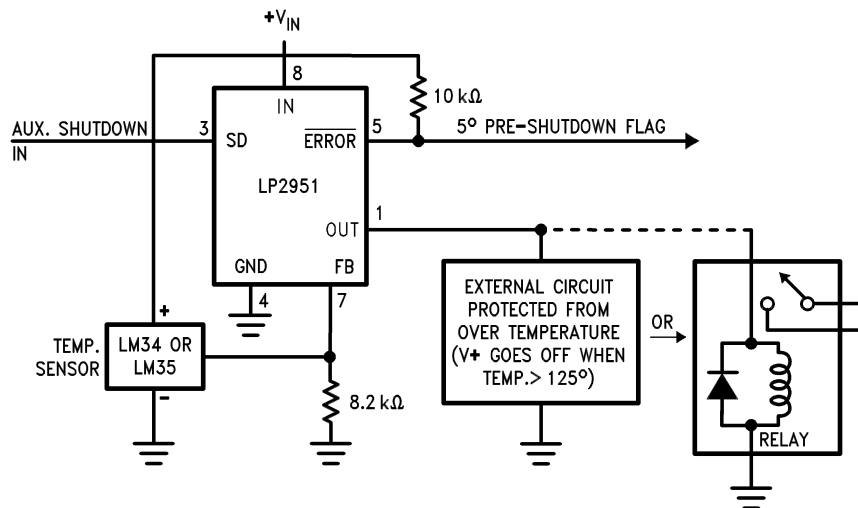 +VIN
8
IN
10 kΩ
AUX. SHUTDOWN
IN
3
SD
ERROR
5
5° PRE-SHUTDOWN FLAG
LP2951
OUT
1
GND
FB
4
7
+
TEMP.
SENSOR
LM34 OR
LM35
−
8.2 kΩ
EXTERNAL CIRCUIT
PROTECTED FROM
OVER TEMPERATURE
(V+ GOES OFF WHEN
TEMP.> 125°)
OR
RELAY